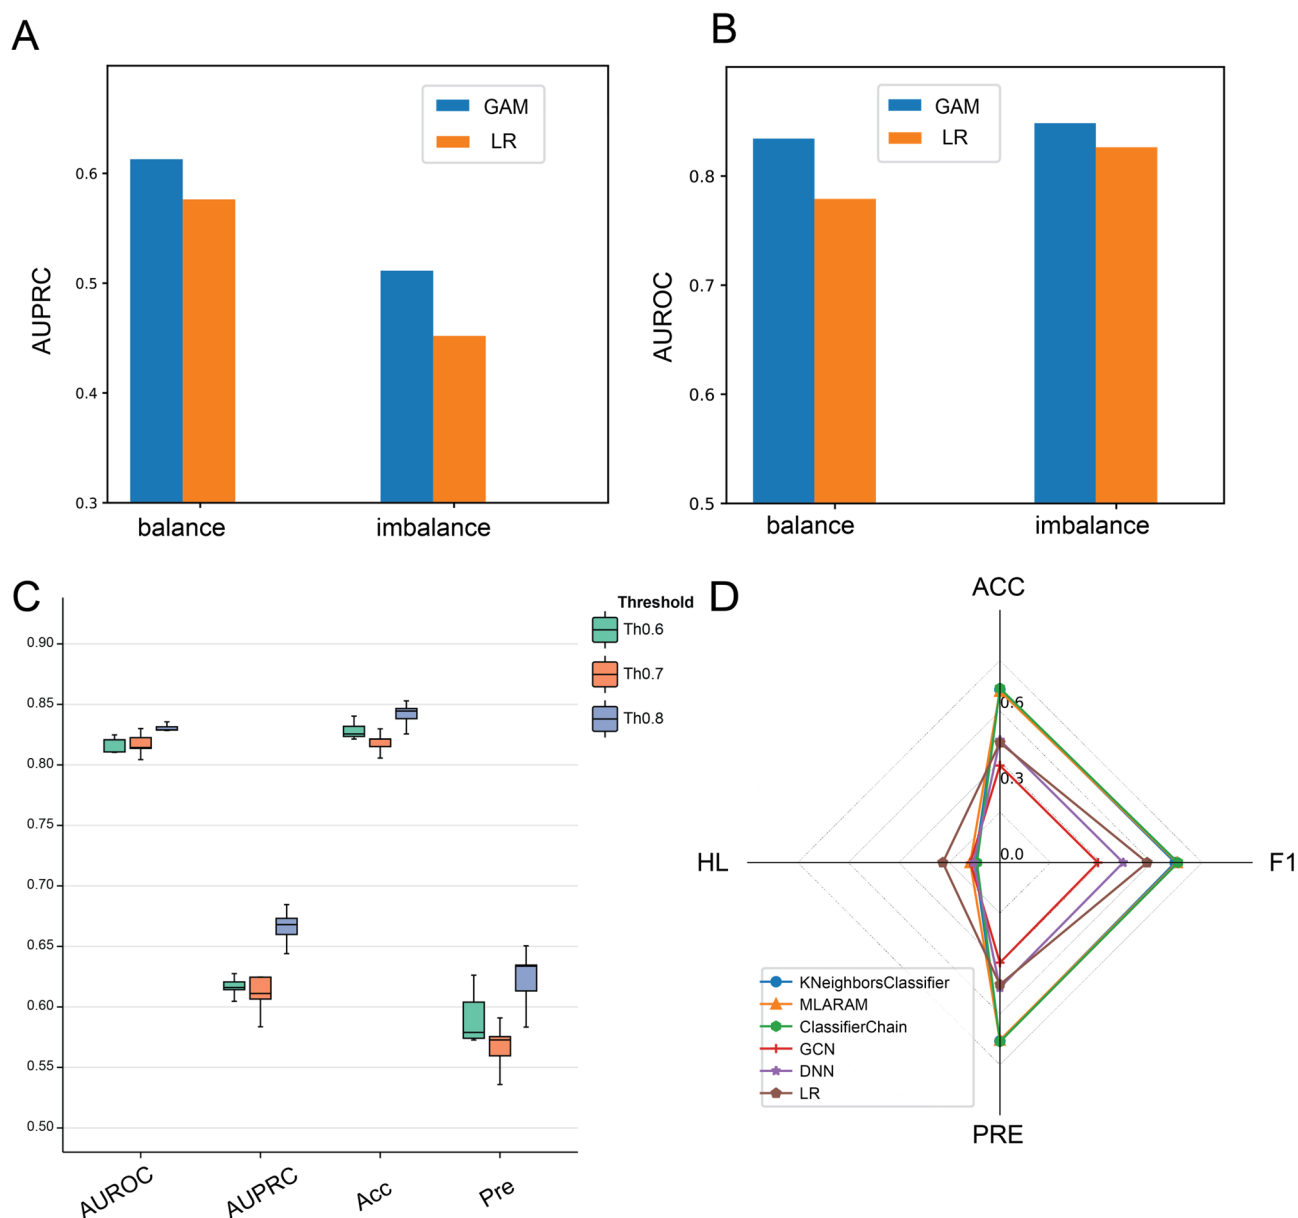 A
GAM
LR
0.6
0.5
0.4
0.3
AUPRC
balance
imbalance
B
GAM
LR
0.8
0.7
0.6
0.5
AUROC
balance
imbalance
C
Threshold
Th0.6
Th0.7
Th0.8
0.90
0.85
0.80
0.75
0.70
0.65
0.60
0.55
0.50
AUROC
AUPRC
Acc
Pre
D
ACC
0.6
0.3
0.0
HL
F1
KNeighborsClassifier
MLARAM
ClassifierChain
GCN
DNN
LR
PRE